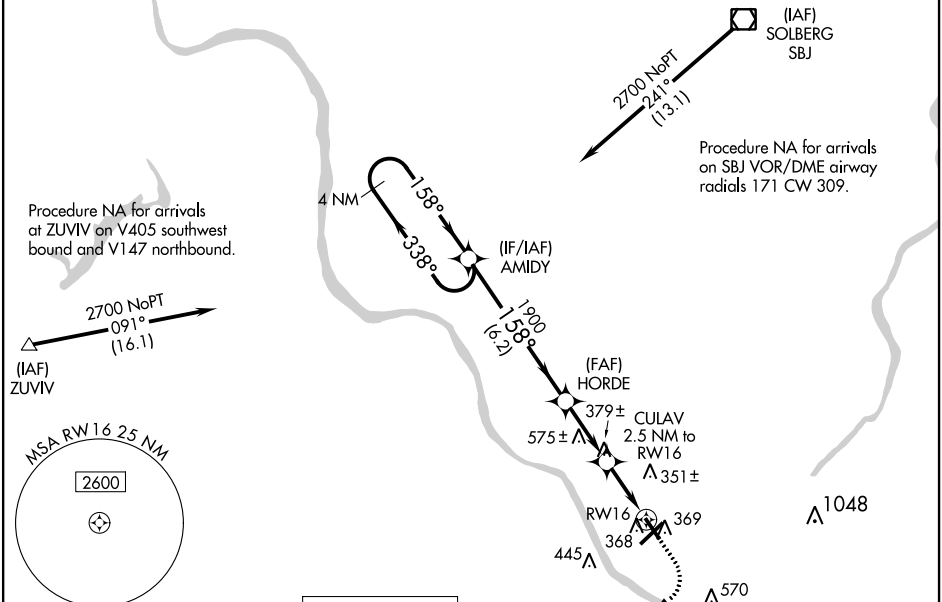 (IAF)
SOLBERG
SBJ
2700 NoPT
241°
(13.1)
Procedure NA for arrivals
on SBJ VOR/DME airway
radials 171 CW 309.
4 NM
158°
338°
(IF/IAF)
AMIDY
Procedure NA for arrivals
at ZUVIV on V405 southwest
bound and V147 northbound.
2700 NoPT
091°
(16.1)
(IAF)
ZUVIV
1900
158°
(6.2)
(FAF)
HORDE
379±
575±
CULAV
2.5 NM to
RW16
351±
MSA RW16 25 NM
2600
RW16
368
369
1048
445
570